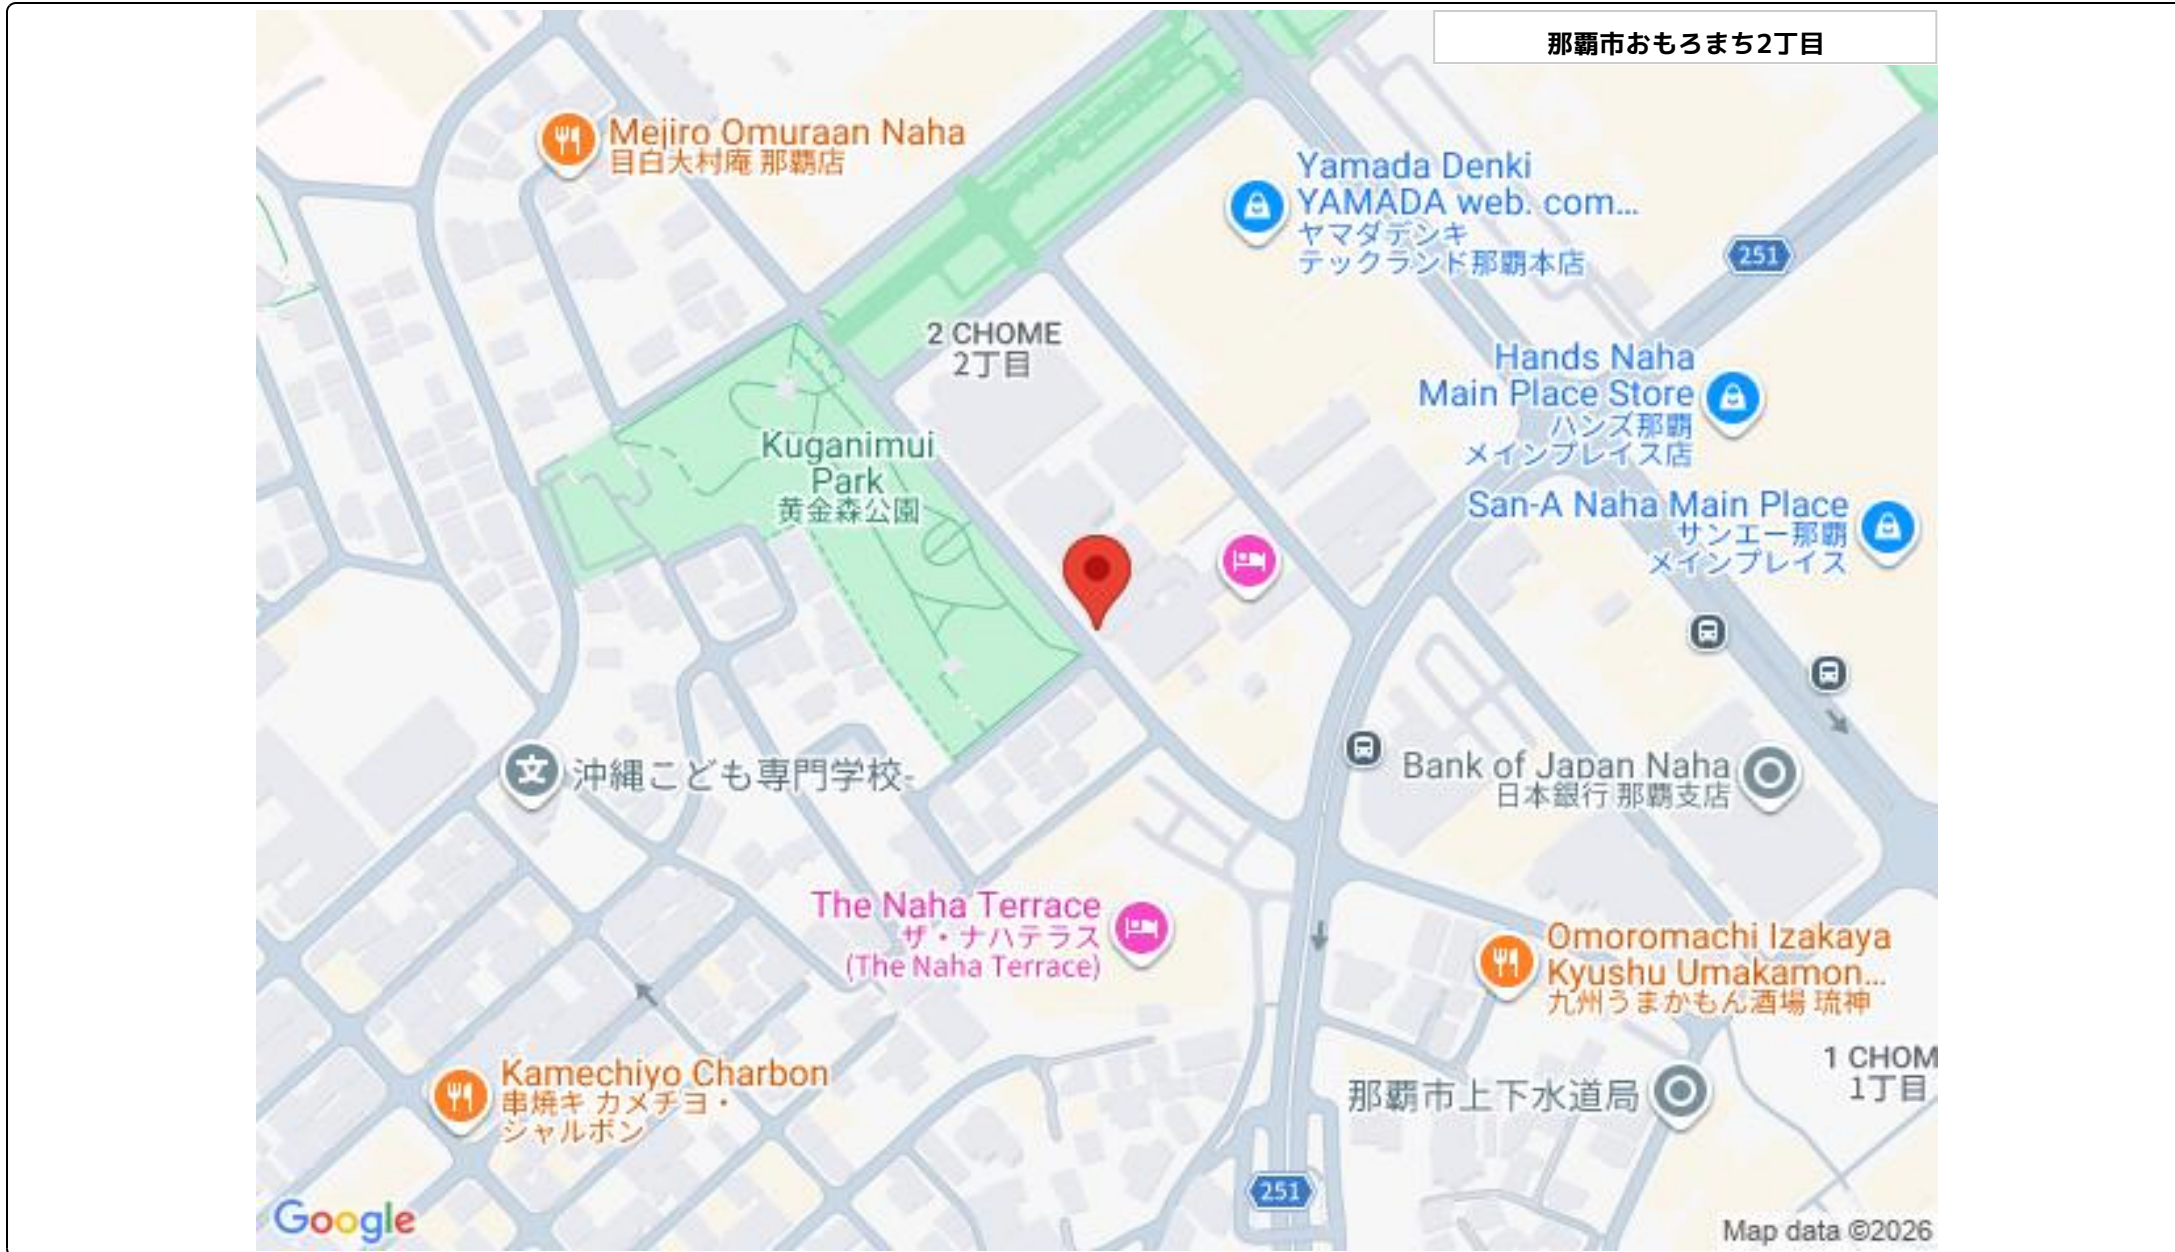 那覇市おもろまち2丁目
Mejiro Omuraan Naha
目白大村庵 那覇店
Yamada Denki
YAMADA web. com...
ヤマダデンキ
テックランド那覇本店
251
2 CHOME
2丁目
Hands Naha
Main Place Store
ハンズ那覇
メインプレイス店
Kuganimui
Park
黄金森公園
San-A Naha Main Place
サンエー那覇
メインプレイス
文
沖縄こども専門学校
Bank of Japan Naha
日本銀行 那覇支店
The Naha Terrace
ザ・ナハテラス
(The Naha Terrace)
Omoromachi Izakaya
Kyushu Umakamon...
九州うまかもん酒場 琉神
Kamechiyo Charbon
串焼キ カメチヨ・
シャルボン
那覇市上下水道局
1 CHOM
1丁目
251
Google
Map data ©2026